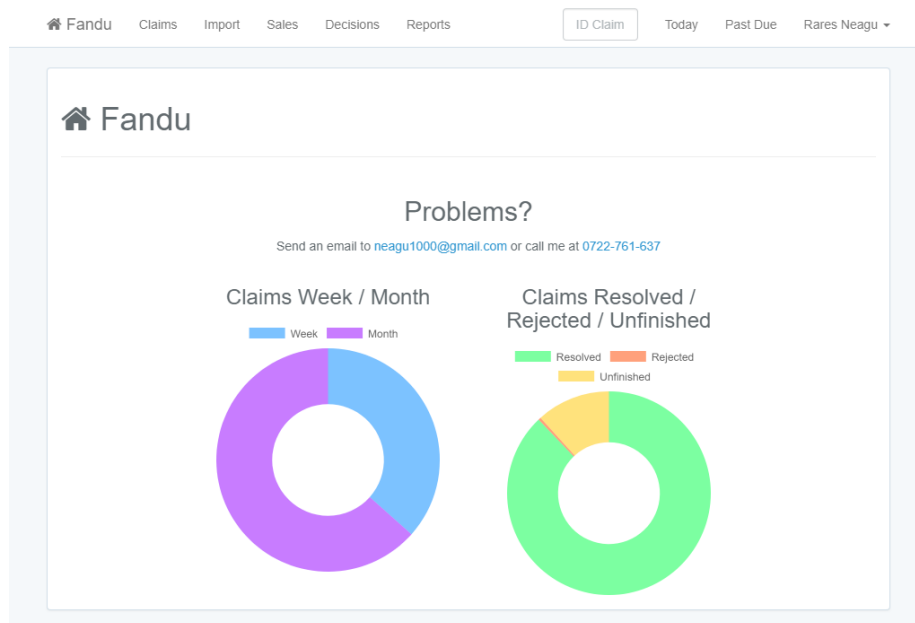 Fandu Claims Import Sales Decisions Reports ID Claim Today Past Due Rares Neagu
Fandu
Problems?
Send an email to neagu1000@gmail.com or call me at 0722-761-637
Claims Week / Month
Week Month
Claims Resolved /
Rejected / Unfinished
Resolved Rejected
Unfinished